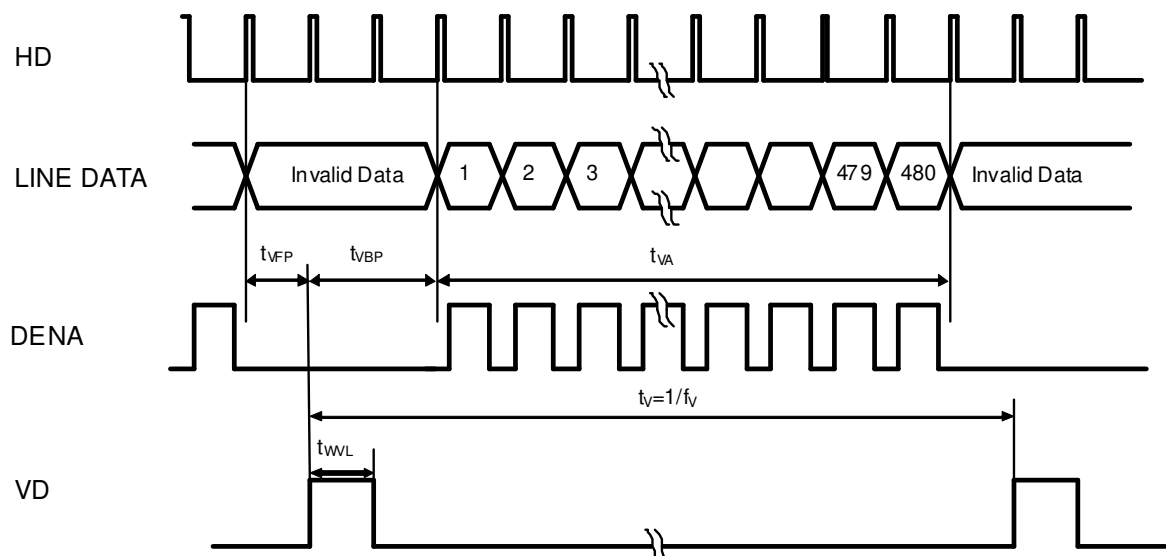 HD
LINE DATA
Invalid Data 1 2 3 479 480 Invalid Data
tVFP tVBP tVA
DENA
tV=1/fV
tWVL
VD